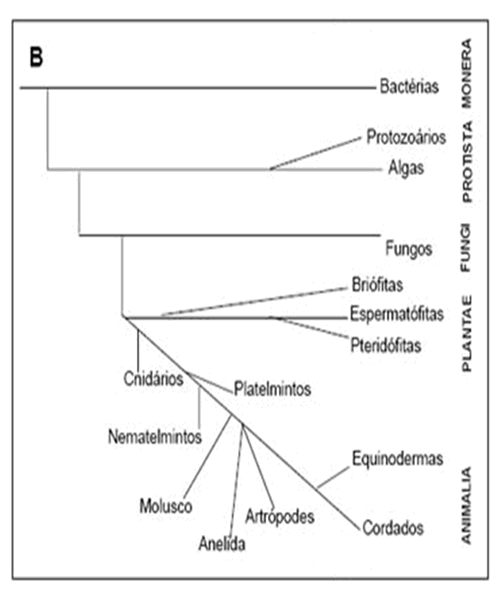 B
Bactérias
MONERA
Protozoários
Algas
PROTISTA
Fungos
FUNGI
Briófitas
Espermatófitas
Pteridófitas
PLANTAE
Cnidários
Platelmintos
Nematelmintos
Equinodermas
Molusco
Artrópodes
Cordados
Anelida
ANIMALIA